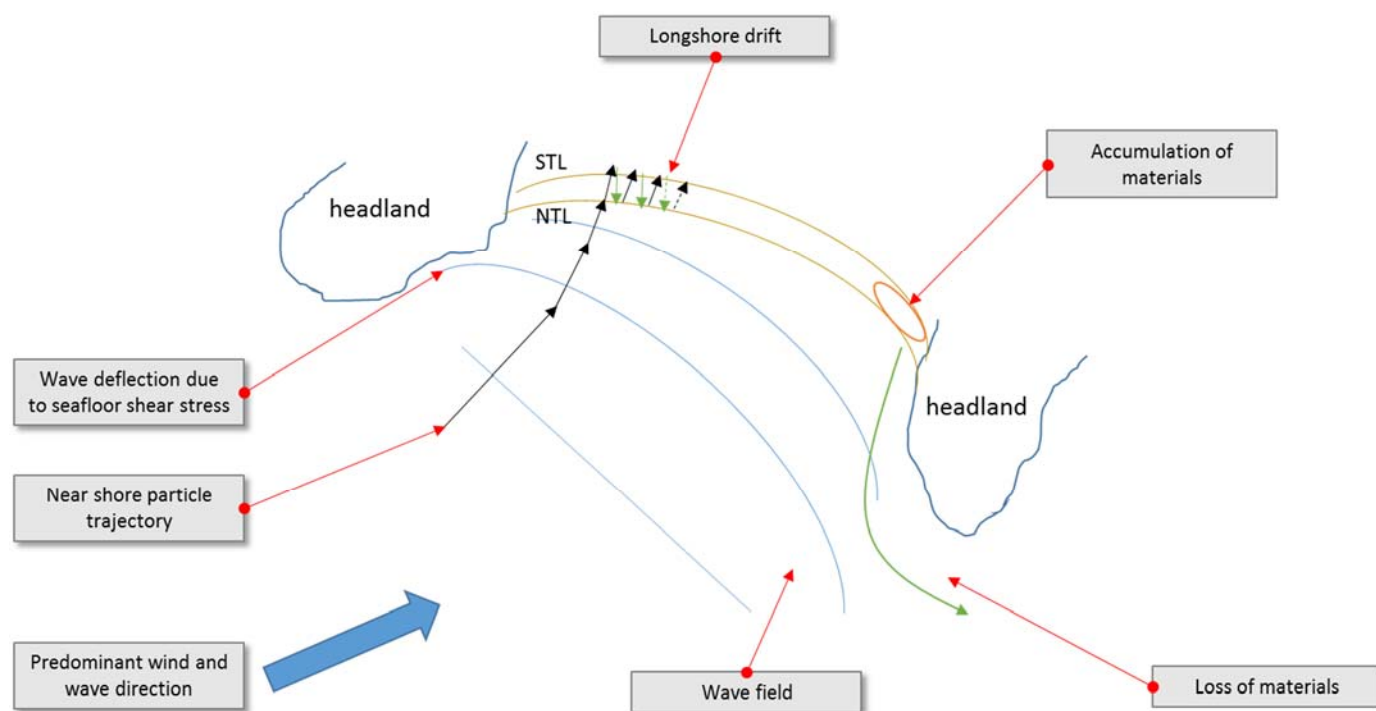 Longshore drift
STL
Accumulation of
materials
headland
NTL
Wave deflection due
to seafloor shear stress
headland
Near shore particle
trajectory
Predominant wind and
wave direction
Wave field
Loss of materials